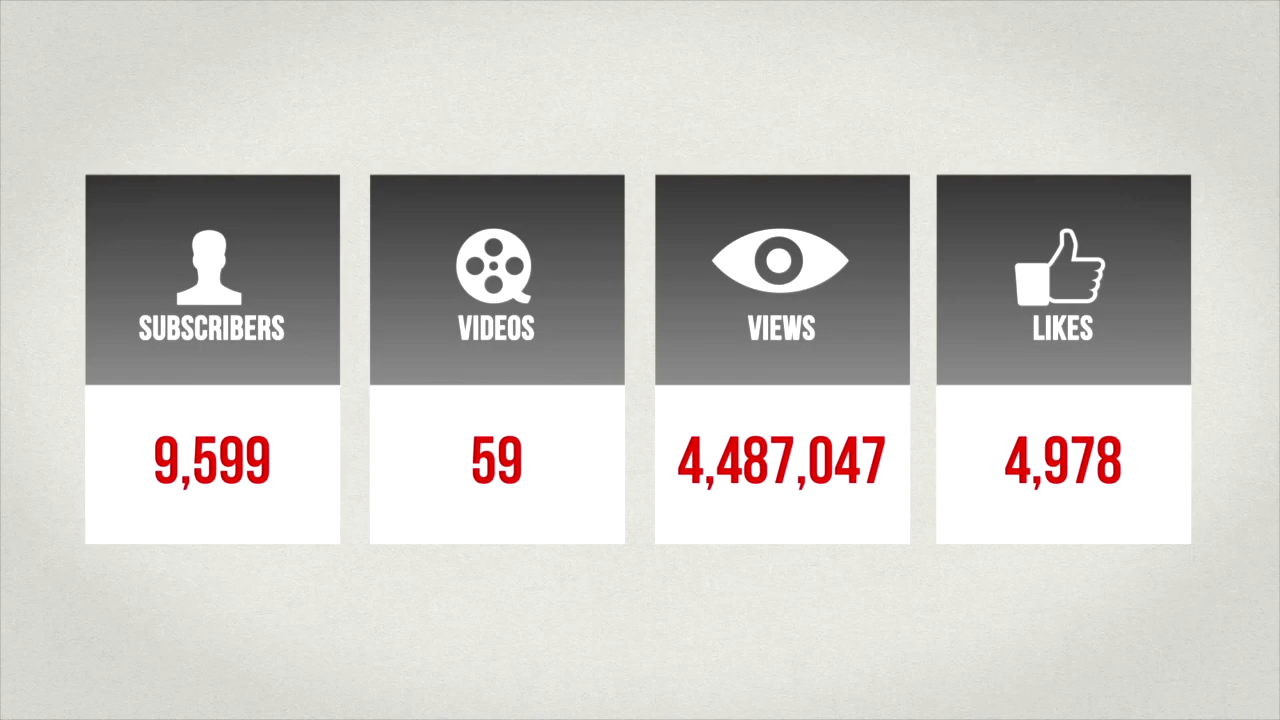 SUBSCRIBERS
9,599
VIDEOS
59
VIEWS
4,487,047
LIKES
4,978